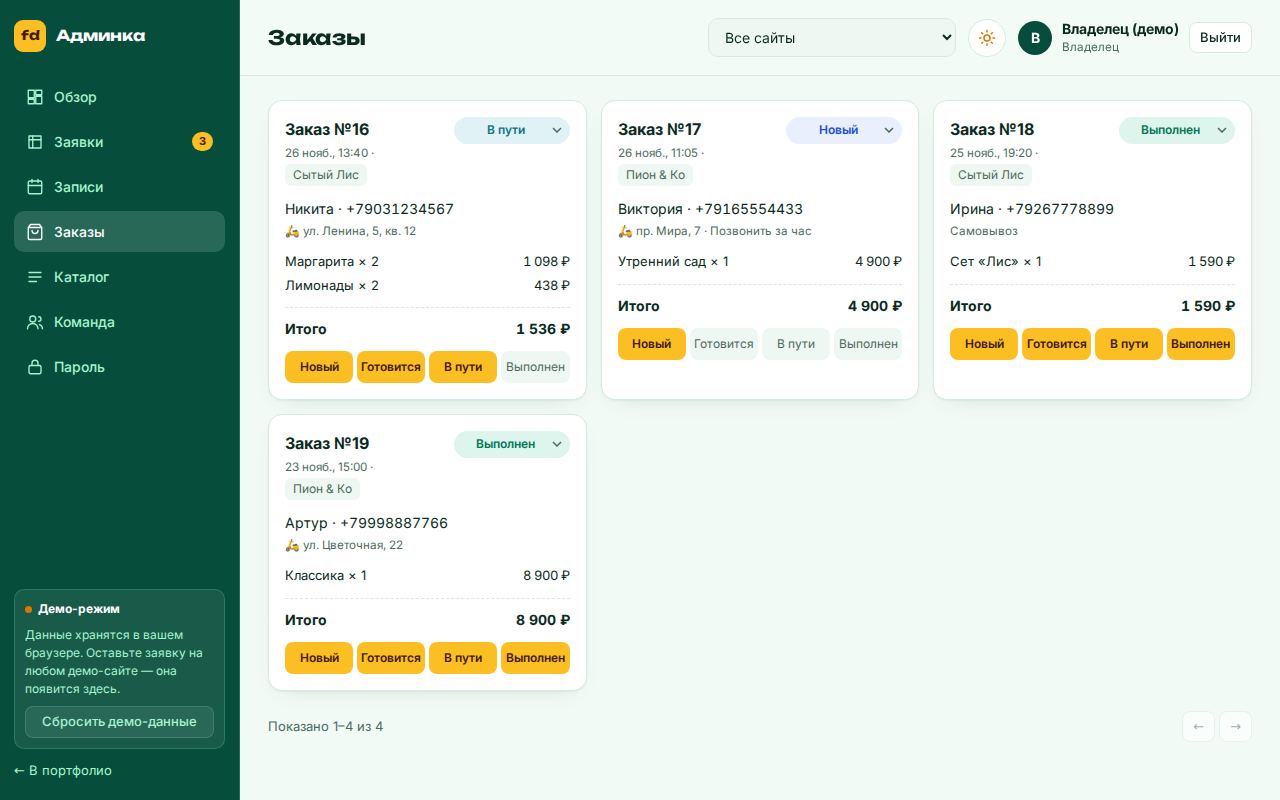 fd Админка
Обзор
Заявки 3
Записи
Заказы
Каталог
Команда
Пароль
Демо-режим
Данные хранятся в вашем
браузере. Оставьте заявку на
любом демо-сайте — она
появится здесь.
Сбросить демо-данные
← В портфолио
Заказы
Все сайты
В
Владелец (демо)
Владелец
Выйти
Заказ №16 В пути
26 нояб., 13:40 ·
Сытый Лис
Никита · +79031234567
🛵 ул. Ленина, 5, кв. 12
Маргарита × 2 1 098 ₽
Лимонады × 2 438 ₽
Итого 1 536 ₽
Новый Готовится В пути Выполнен
Заказ №17 Новый
26 нояб., 11:05 ·
Пион & Ко
Виктория · +79165554433
🛵 пр. Мира, 7 · Позвонить за час
Утренний сад × 1 4 900 ₽
Итого 4 900 ₽
Новый Готовится В пути Выполнен
Заказ №18 Выполнен
25 нояб., 19:20 ·
Сытый Лис
Ирина · +79267778899
Самовывоз
Сет «Лис» × 1 1 590 ₽
Итого 1 590 ₽
Новый Готовится В пути Выполнен
Заказ №19 Выполнен
23 нояб., 15:00 ·
Пион & Ко
Артур · +79998887766
🛵 ул. Цветочная, 22
Классика × 1 8 900 ₽
Итого 8 900 ₽
Новый Готовится В пути Выполнен
Показано 1–4 из 4
← →